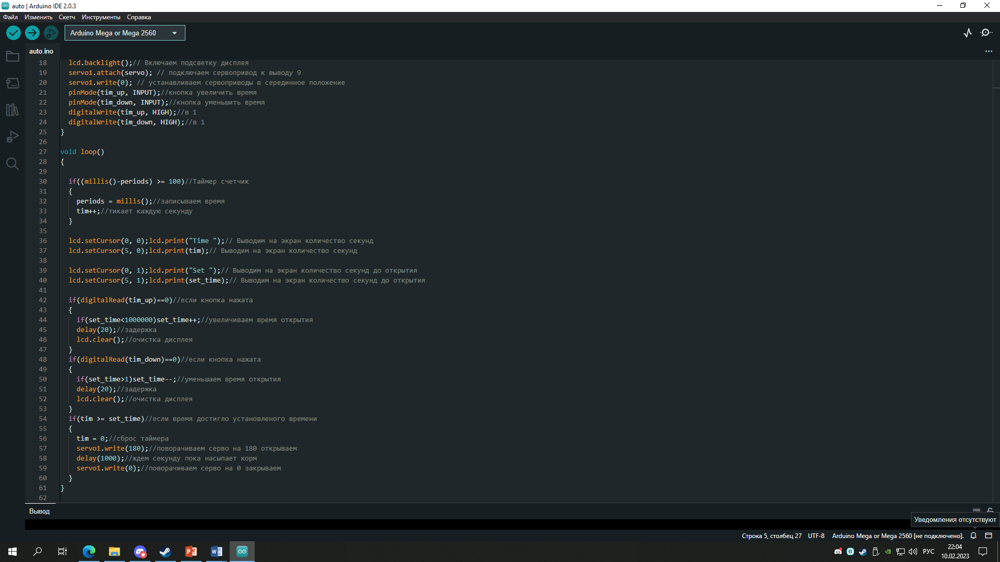 auto | Arduino IDE 2.0.3
Файл Изменить Скетч Инструменты Справка
Arduino Mega or Mega 2560
auto.ino
18 lcd.backlight();// Включаем подсветку дисплея
19 servo1.attach(servo); // подключаем сервопривод к выводу 9
20 servo1.write(0); // устанавливаем сервоприводы в серединное положение
21 pinMode(tim_up, INPUT);//кнопка увеличить время
22 pinMode(tim_down, INPUT);//кнопка уменьшить время
23 digitalWrite(tim_up, HIGH);//в 1
24 digitalWrite(tim_down, HIGH);//в 1
25 }
26
27 void loop()
28 {
29
30 if((millis()-periods) >= 100)//Таймер счетчик
31 {
32 periods = millis();//записываем время
33 tim++;//тикает каждую секунду
34 }
35
36 lcd.setCursor(0, 0);lcd.print("Time ");// Выводим на экран количество секунд
37 lcd.setCursor(5, 0);lcd.print(tim);// Выводим на экран количество секунд
38
39 lcd.setCursor(0, 1);lcd.print("Set ");// Выводим на экран количество секунд до открытия
40 lcd.setCursor(5, 1);lcd.print(set_time);// Выводим на экран количество секунд до открытия
41
42 if(digitalRead(tim_up)==0)//если кнопка нажата
43 {
44 if(set_time<1000000)set_time++;//увеличиваем время открытия
45 delay(20);//задержка
46 lcd.clear();//очистка дисплея
47 }
48 if(digitalRead(tim_down)==0)//если кнопка нажата
49 {
50 if(set_time>1)set_time--;//уменьшаем время открытия
51 delay(20);//задержка
52 lcd.clear();//очистка дисплея
53 }
54 if(tim >= set_time)//если время достигло установленого времени
55 {
56 tim = 0;//сброс таймера
57 servo1.write(180);//поворачиваем серво на 180 открываем
58 delay(1000);//ждем секунду пока насыпает корм
59 servo1.write(0);//поворачиваем серво на 0 закрываем
60 }
61 }
62
Вывод
Уведомления отсутствуют
Строка 5, столбец 27 UTF-8 Arduino Mega or Mega 2560 [не подключено].
РУС
22:04
10.02.2023